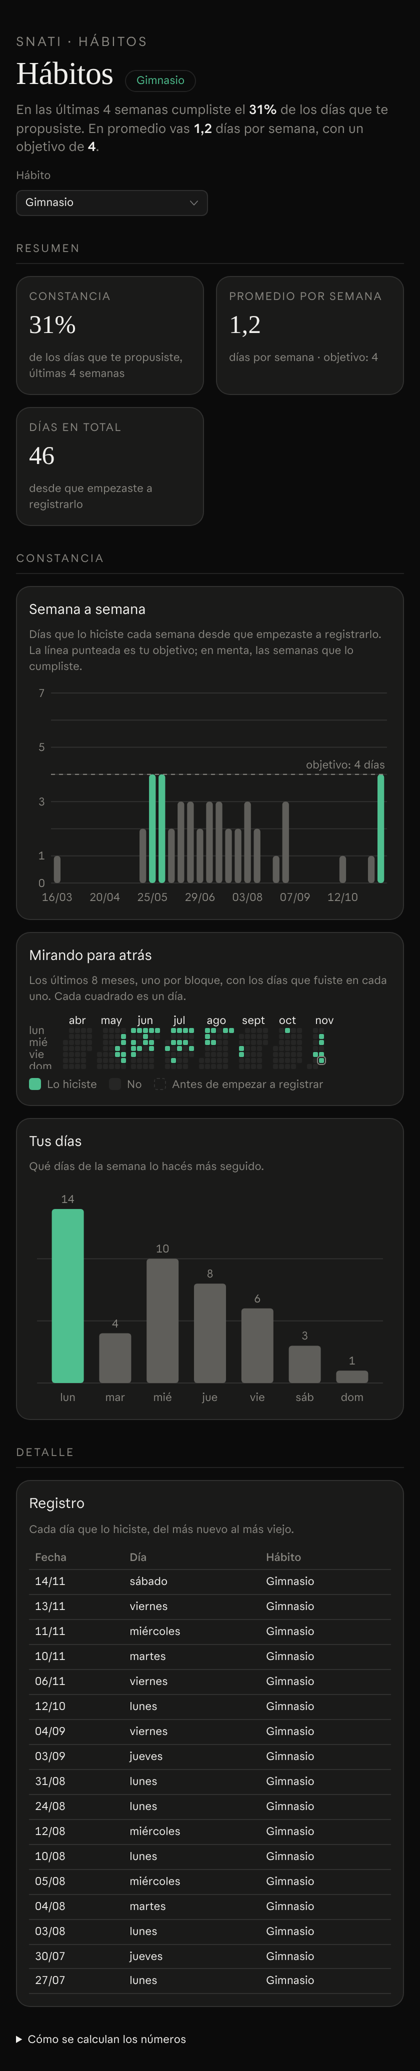 SNATI · HÁBITOS
Hábitos
Gimnasio
En las últimas 4 semanas cumpliste el 31% de los días que te
propusiste. En promedio vas 1,2 días por semana, con un
objetivo de 4.
Hábito
Gimnasio
RESUMEN
CONSTANCIA
31%
de los días que te propusiste,
últimas 4 semanas
PROMEDIO POR SEMANA
1,2
días por semana · objetivo: 4
DÍAS EN TOTAL
46
desde que empezaste a
registrarlo
CONSTANCIA
Semana a semana
Días que lo hiciste cada semana desde que empezaste a registrarlo.
La línea punteada es tu objetivo; en menta, las semanas que lo
cumpliste.
7
5
objetivo: 4 días
3
1
0
16/03 20/04 25/05 29/06 03/08 07/09 12/10
Mirando para atrás
Los últimos 8 meses, uno por bloque, con los días que fuiste en cada
uno. Cada cuadrado es un día.
abr may jun jul ago sept oct nov
lun
mié
vie
dom
Lo hiciste No Antes de empezar a registrar
Tus días
Qué días de la semana lo hacés más seguido.
14
4
10
8
6
3
1
lun mar mié jue vie sáb dom
DETALLE
Registro
Cada día que lo hiciste, del más nuevo al más viejo.
Fecha Día Hábito
14/11 sábado Gimnasio
13/11 viernes Gimnasio
11/11 miércoles Gimnasio
10/11 martes Gimnasio
06/11 viernes Gimnasio
12/10 lunes Gimnasio
04/09 viernes Gimnasio
03/09 jueves Gimnasio
31/08 lunes Gimnasio
24/08 lunes Gimnasio
12/08 miércoles Gimnasio
10/08 lunes Gimnasio
05/08 miércoles Gimnasio
04/08 martes Gimnasio
03/08 lunes Gimnasio
30/07 jueves Gimnasio
27/07 lunes Gimnasio
Cómo se calculan los números